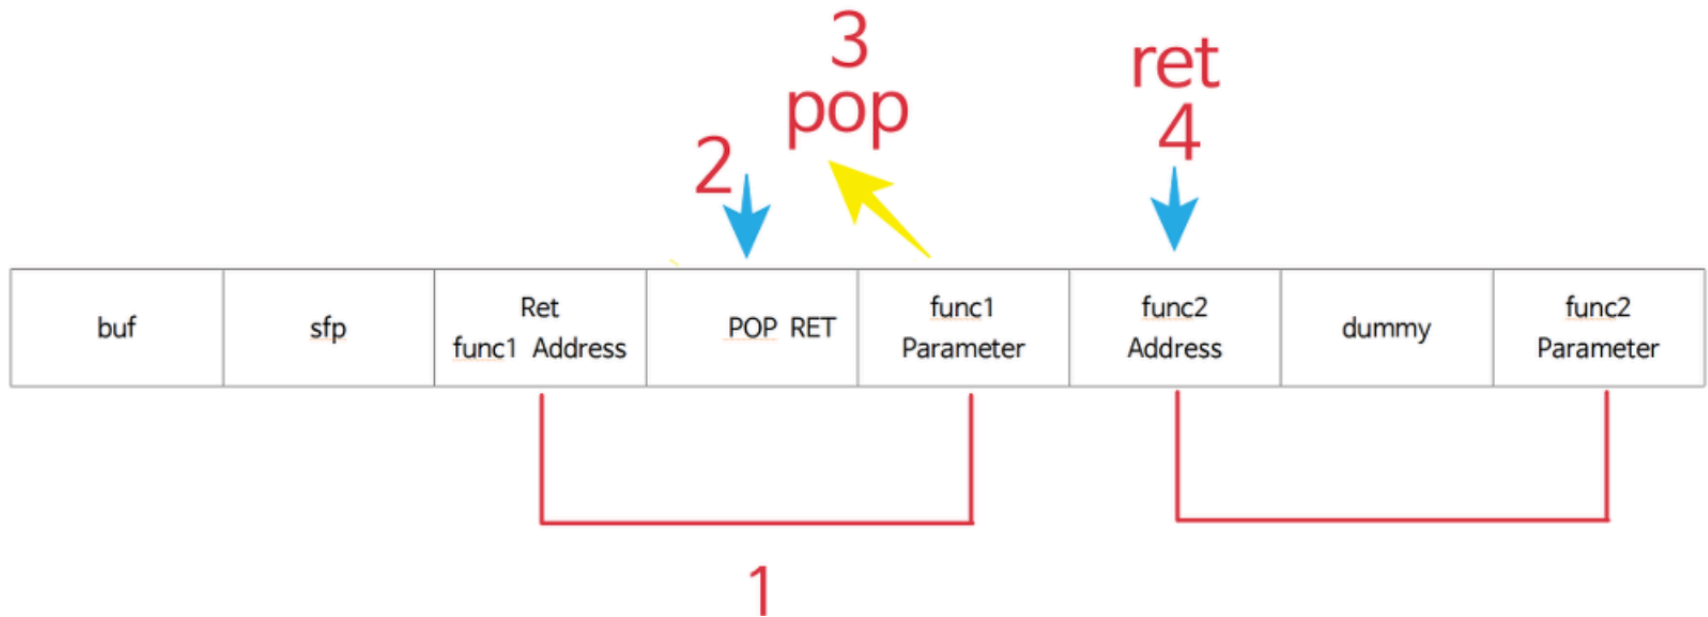 3
pop
ret
4
2
buf
sfp
Ret
func1 Address
POP RET
func1
Parameter
func2
Address
dummy
func2
Parameter
1